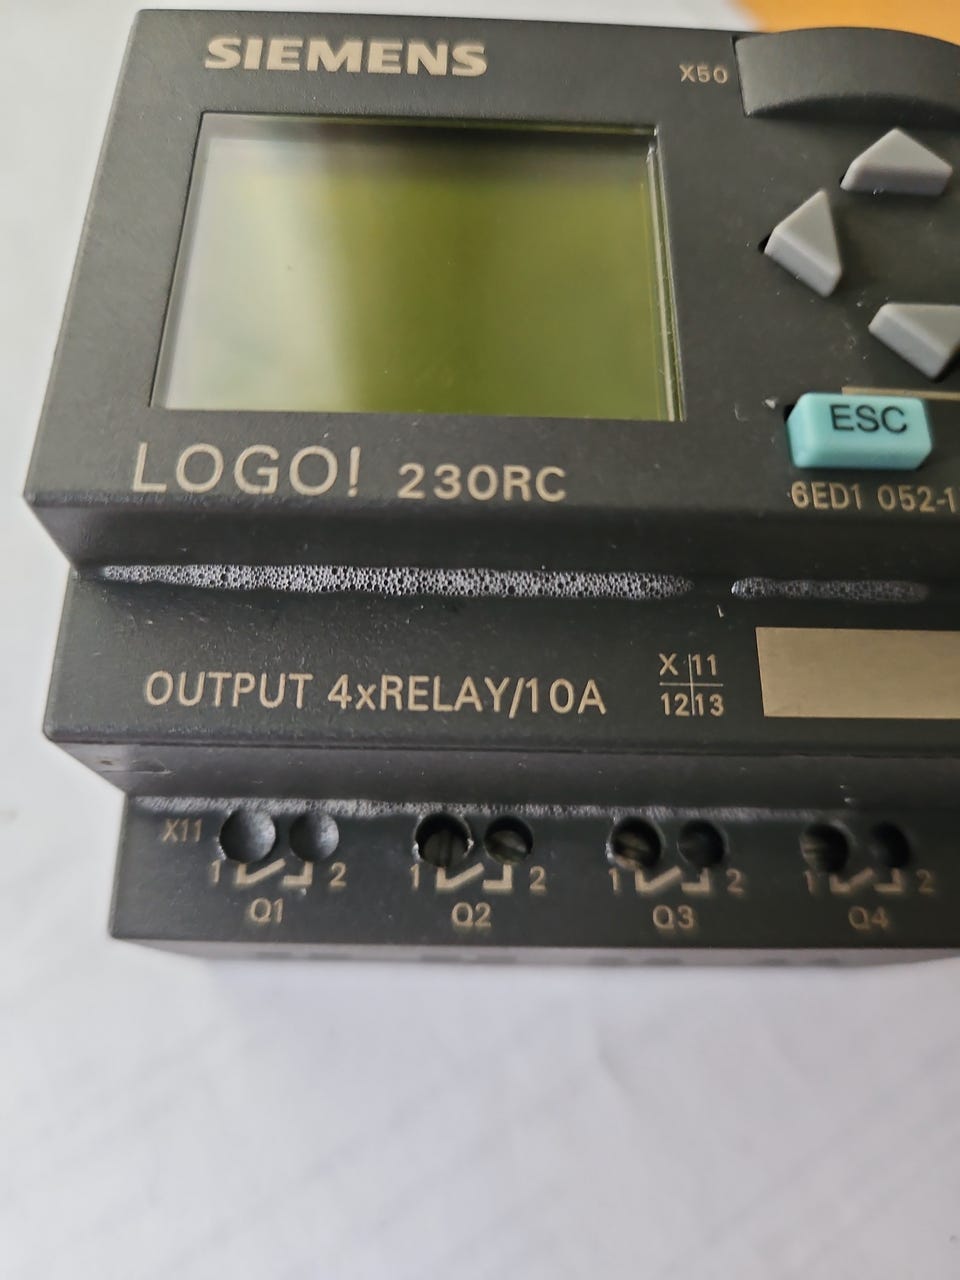 SIEMENS
X50
ESC
LOGO! 230RC
6ED1 052-1
OUTPUT 4xRELAY/10A
X 11
12 13
X11
1 2 1 2 1 2 1 2
Q1 Q2 Q3 Q4